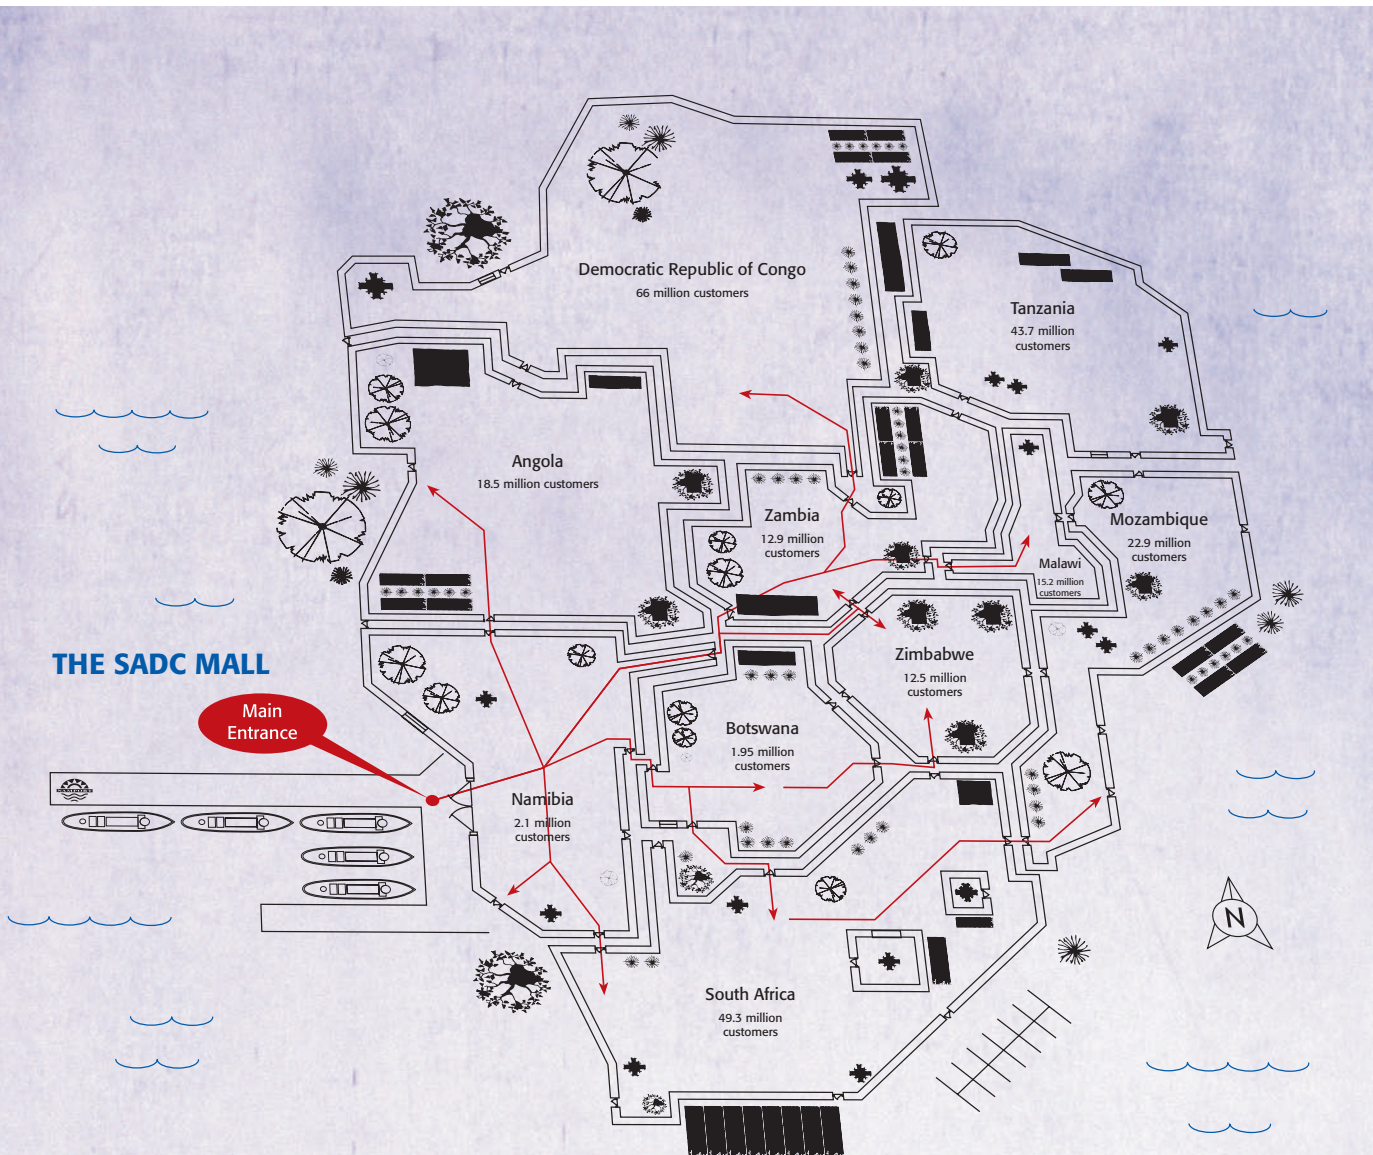 Democratic Republic of Congo
66 million customers
Tanzania
43.7 million
customers
Angola
18.5 million customers
Zambia
12.9 million
customers
Mozambique
22.9 million
customers
Malawi
15.2 million
customers
THE SADC MALL
Main
Entrance
Zimbabwe
12.5 million
customers
Botswana
1.95 million
customers
Namibia
2.1 million
customers
N
South Africa
49.3 million
customers